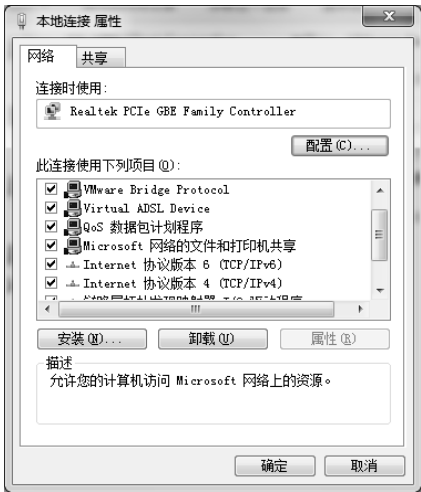 本地连接 属性
网络 共享
连接时使用:
Realtek PCIe GBE Family Controller
配置(C)...
此连接使用下列项目(O):
VMware Bridge Protocol
Virtual ADSL Device
QoS 数据包计划程序
Microsoft 网络的文件和打印机共享
Internet 协议版本 6 (TCP/IPv6)
Internet 协议版本 4 (TCP/IPv4)
安装(N)... 卸载(U) 属性(R)
描述
允许您的计算机访问 Microsoft 网络上的资源。
确定 取消